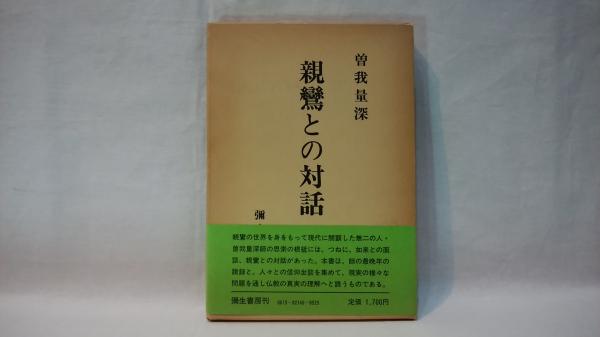 曽我量深
親鸞との対話
彌
親鸞の世界を身をもって現代に開顕した無二の人・
曽我量深師の思索の根底には、つねに、如来との面
談、親鸞との対話があった。本書は、師の最晩年の
語録と、人々との信仰座談を集めて、現実の様々な
問題を通し仏教の真実の理解へと誘うものである。
彌生書房刊
定価 1,700円